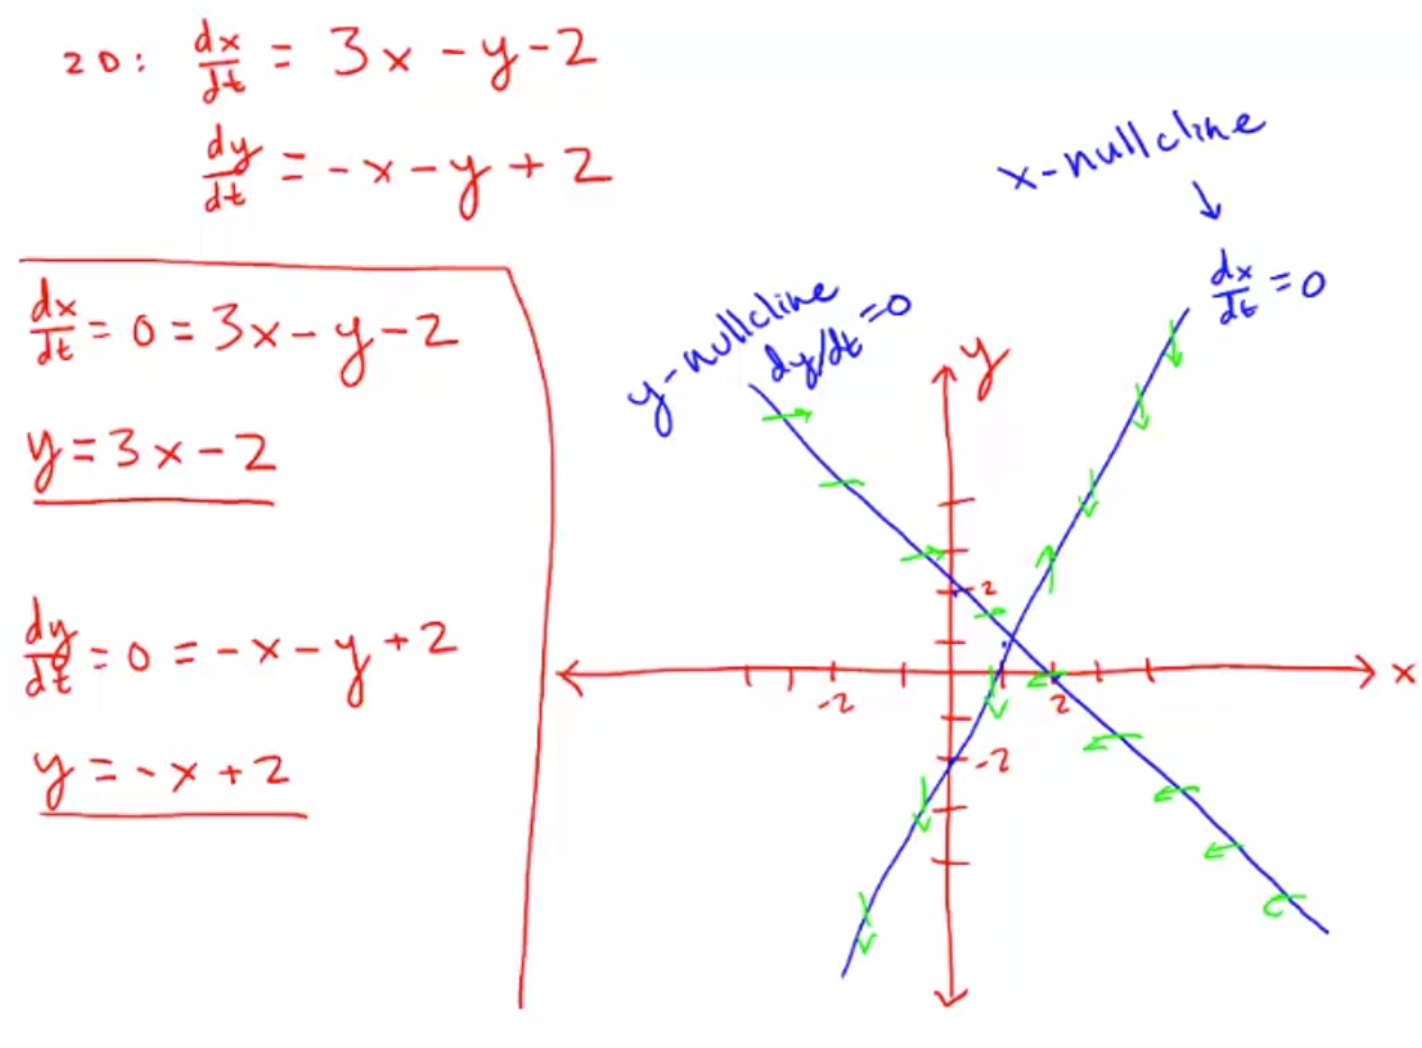 2D: dx/dt = 3x - y - 2
dy/dt = -x - y + 2
dx/dt = 0 = 3x - y - 2
y = 3x - 2
dy/dt = 0 = -x - y + 2
y = -x + 2
x-nullcline
↓
dx/dt = 0
y-nullcline
dy/dt = 0
y
2
-2
2
x
-2